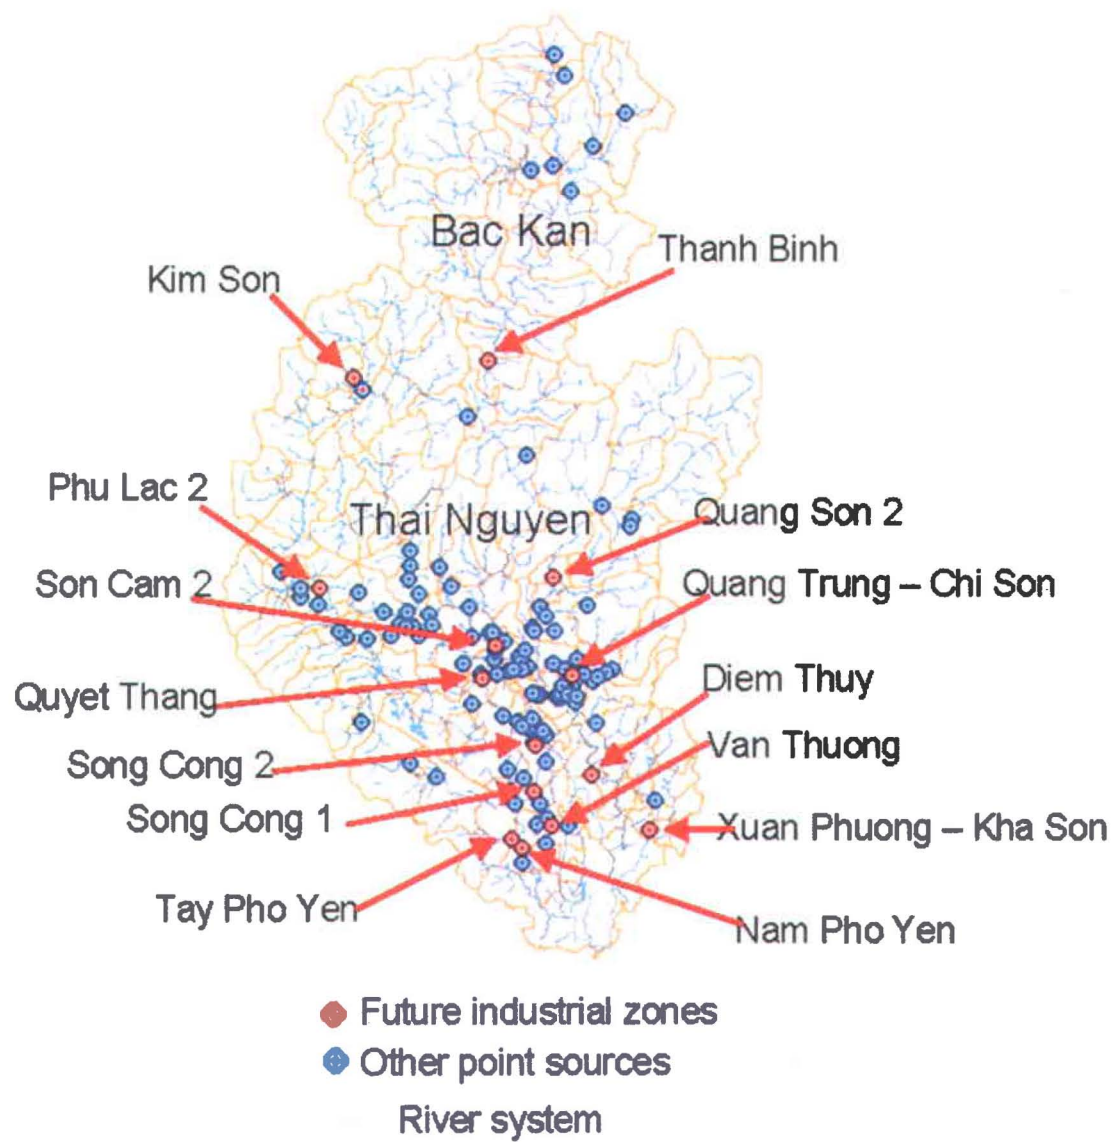 Bac Kan
Thanh Binh
Kim Son
Phu Lac 2
Thai Nguyen
Quang Son 2
Son Cam 2
Quang Trung – Chi Son
Quyet Thang
Diem Thuy
Van Thuong
Song Cong 2
Song Cong 1
Xuan Phuong – Kha Son
Tay Pho Yen
Nam Pho Yen
Future industrial zones
Other point sources
River system